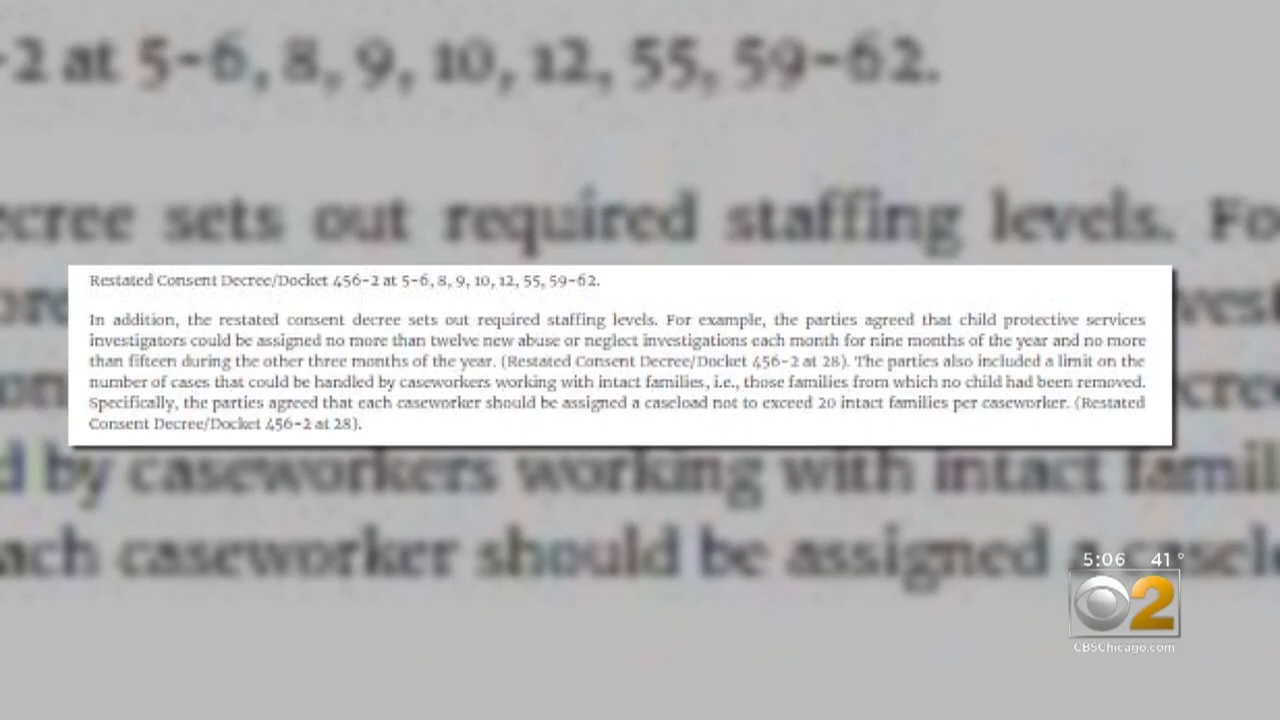 -2 at 5-6, 8, 9, 10, 12, 55, 59-62.
ecree sets out required staffing levels. Fo
Restated Consent Decree/Docket 456-2 at 5-6, 8, 9, 10, 12, 55, 59-62.
In addition, the restated consent decree sets out required staffing levels. For example, the parties agreed that child protective services
investigators could be assigned no more than twelve new abuse or neglect investigations each month for nine months of the year and no more
than fifteen during the other three months of the year. (Restated Consent Decree/Docket 456-2 at 28). The parties also included a limit on the
number of cases that could be handled by caseworkers working with intact families, i.e., those families from which no child had been removed.
Specifically, the parties agreed that each caseworker should be assigned a caseload not to exceed 20 intact families per caseworker. (Restated
Consent Decree/Docket 456-2 at 28).
d by caseworkers working with intact famil
ach caseworker should be assigned a casel
5:06 41°
2
CBSChicago.com